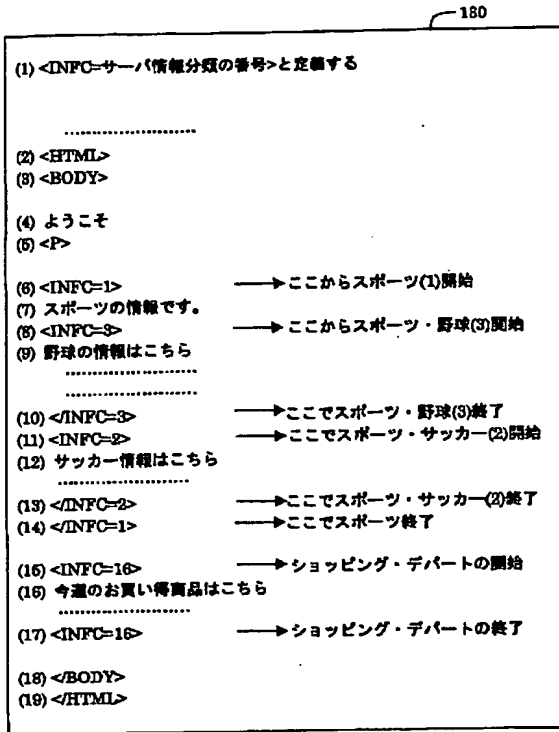 180
(1) <INFC=サーバ情報分類の番号>と定義する
........................
(2) <HTML>
(3) <BODY>
(4) ようこそ
(5) <P>
(6) <INFC=1> →ここからスポーツ(1)開始
(7) スポーツの情報です。
(8) <INFC=3> →ここからスポーツ・野球(3)開始
(9) 野球の情報はこちら
........................
........................
(10) </INFC=3> →ここでスポーツ・野球(3)終了
(11) <INFC=2> →ここでスポーツ・サッカー(2)開始
(12) サッカー情報はこちら
........................
(13) </INFC=2> →ここでスポーツ・サッカー(2)終了
(14) </INFC=1> →ここでスポーツ終了
(15) <INFC=16> →ショッピング・デパートの開始
(16) 今週のお買い得商品はこちら
........................
(17) <INFC=16> →ショッピング・デパートの終了
(18) </BODY>
(19) </HTML>